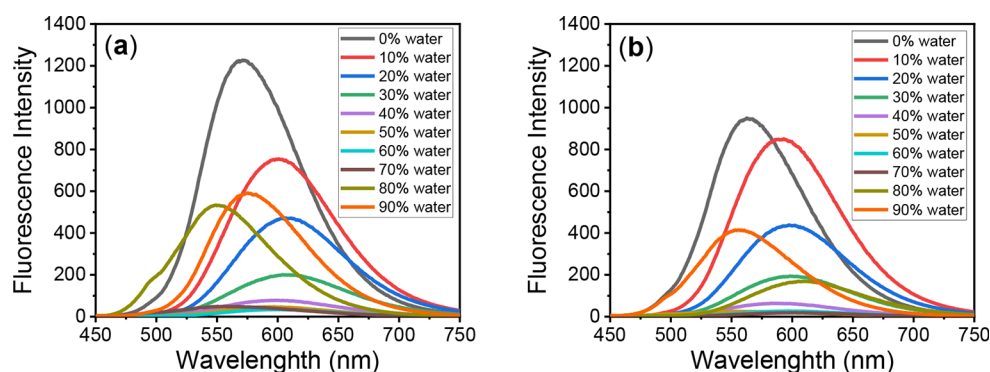 (a)
Fluorescence Intensity
1400
1200
1000
800
600
400
200
0
450 500 550 600 650 700 750
Wavelenghth (nm)
0% water
10% water
20% water
30% water
40% water
50% water
60% water
70% water
80% water
90% water
(b)
Fluorescence Intensity
1400
1200
1000
800
600
400
200
0
450 500 550 600 650 700 750
Wavelenghth (nm)
0% water
10% water
20% water
30% water
40% water
50% water
60% water
70% water
80% water
90% water